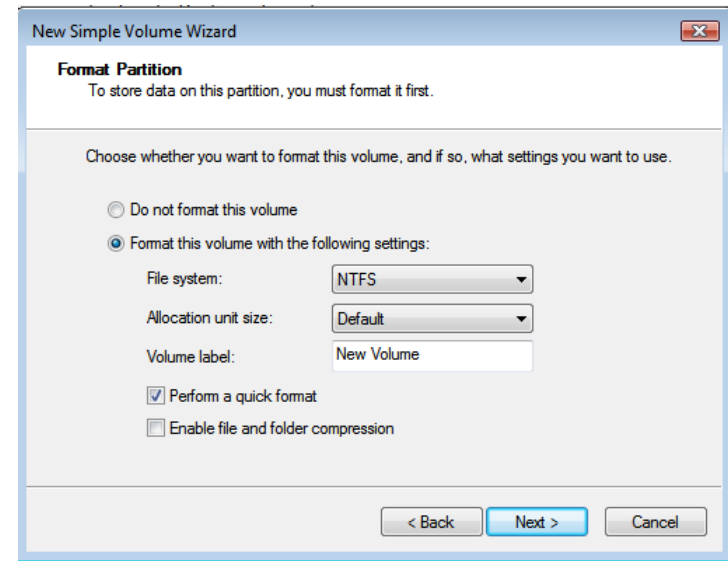 New Simple Volume Wizard
Format Partition
To store data on this partition, you must format it first.
Choose whether you want to format this volume, and if so, what settings you want to use.
Do not format this volume
Format this volume with the following settings:
File system: NTFS
Allocation unit size: Default
Volume label: New Volume
Perform a quick format
Enable file and folder compression
< Back Next > Cancel